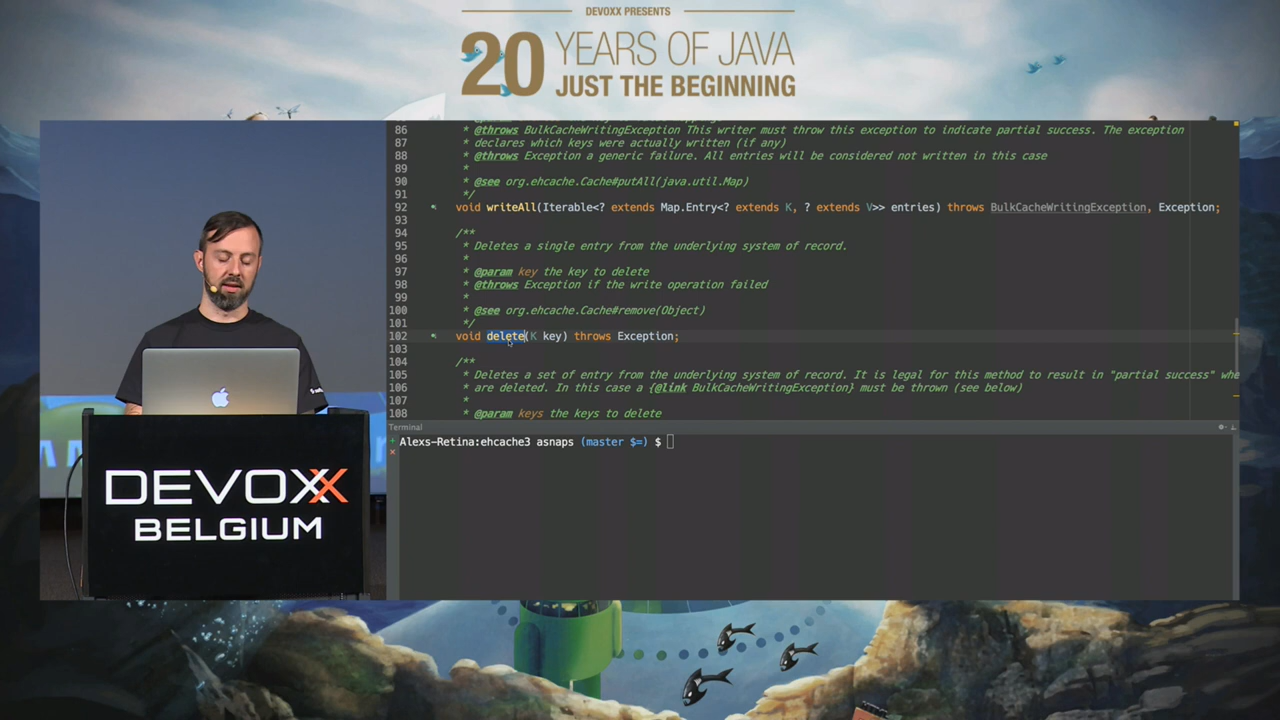 DEVOXX PRESENTS
20 YEARS OF JAVA
JUST THE BEGINNING
86 * @throws BulkCacheWritingException This writer must throw this exception to indicate partial success. The exception
87 * declares which keys were actually written (if any)
88 * @throws Exception a generic failure. All entries will be considered not written in this case
89 *
90 * @see org.ehcache.Cache#putAll(java.util.Map)
91 */
92 void writeAll(Iterable<? extends Map.Entry<? extends K, ? extends V>> entries) throws BulkCacheWritingException, Exception;
93
94 /**
95 * Deletes a single entry from the underlying system of record.
96 *
97 * @param key the key to delete
98 * @throws Exception if the write operation failed
99 *
100 * @see org.ehcache.Cache#remove(Object)
101 */
102 void delete(K key) throws Exception;
103
104 /**
105 * Deletes a set of entry from the underlying system of record. It is legal for this method to result in "partial success" whe
106 * are deleted. In this case a {@link BulkCacheWritingException} must be thrown (see below)
107 *
108 * @param keys the keys to delete
Terminal
Alexs-Retina:ehcache3 asnaps (master $=) $
DEVOXX
BELGIUM